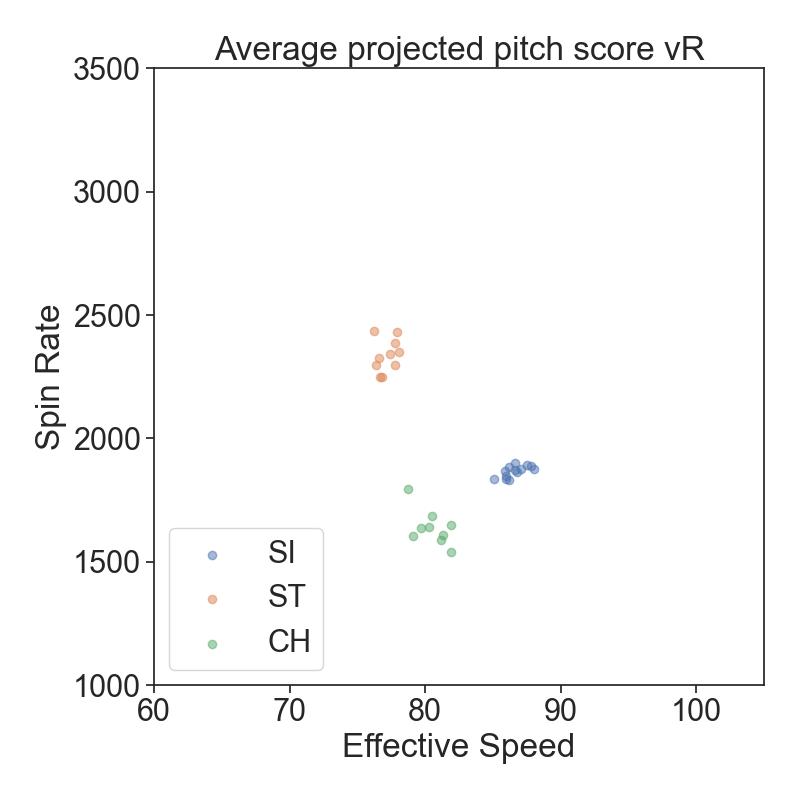 Average projected pitch score vR
3500
3000
2500
2000
1500
1000
Spin Rate
SI
ST
CH
60 70 80 90 100
Effective Speed